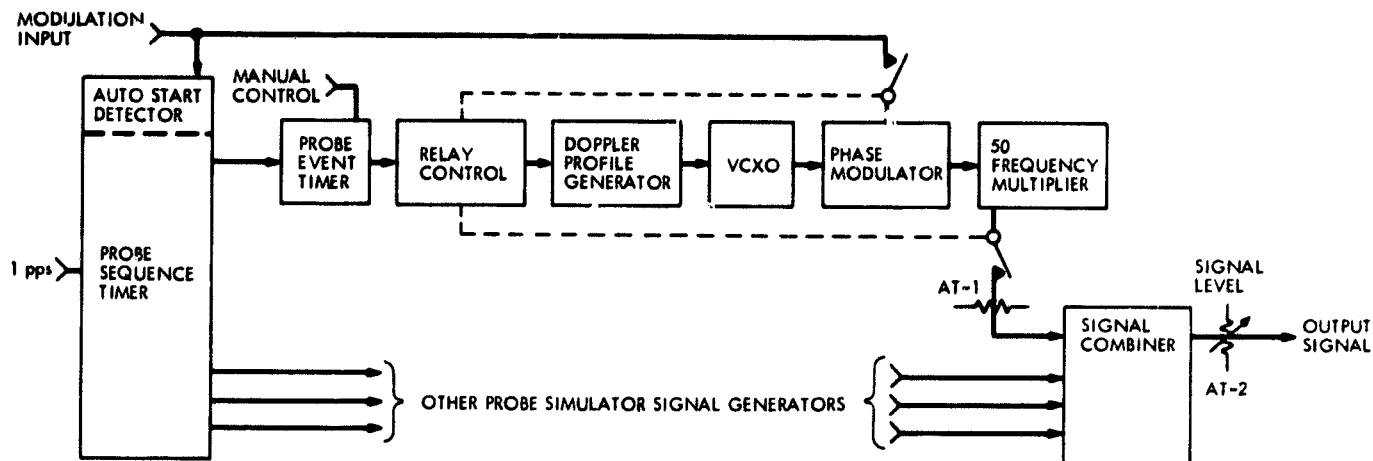 MODULATION
INPUT
AUTO START
DETECTOR
MANUAL
CONTROL
PROBE
EVENT
TIMER
RELAY
CONTROL
DOPPLER
PROFILE
GENERATOR
VCXO
PHASE
MODULATOR
50
FREQUENCY
MULTIPLIER
1 pps
PROBE
SEQUENCE
TIMER
AT-1
SIGNAL
COMBINER
SIGNAL
LEVEL
OUTPUT
SIGNAL
AT-2
OTHER PROBE SIMULATOR SIGNAL GENERATORS